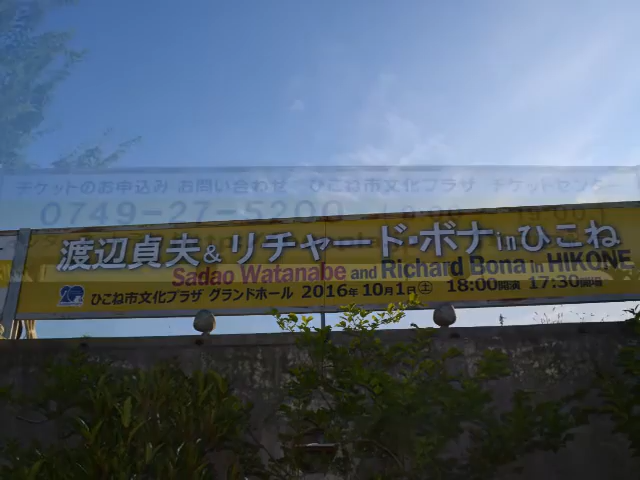 チケットのお申込み お問い合わせ ひこね市文化プラザ チケットセンター
0749-27-5200
渡辺貞夫&リチャード・ボナinひこね
Sadao Watanabe and Richard Bona in HIKONE
ひこね市文化プラザ グランドホール 2016年10月1日(土) 18:00開演 17:30開場